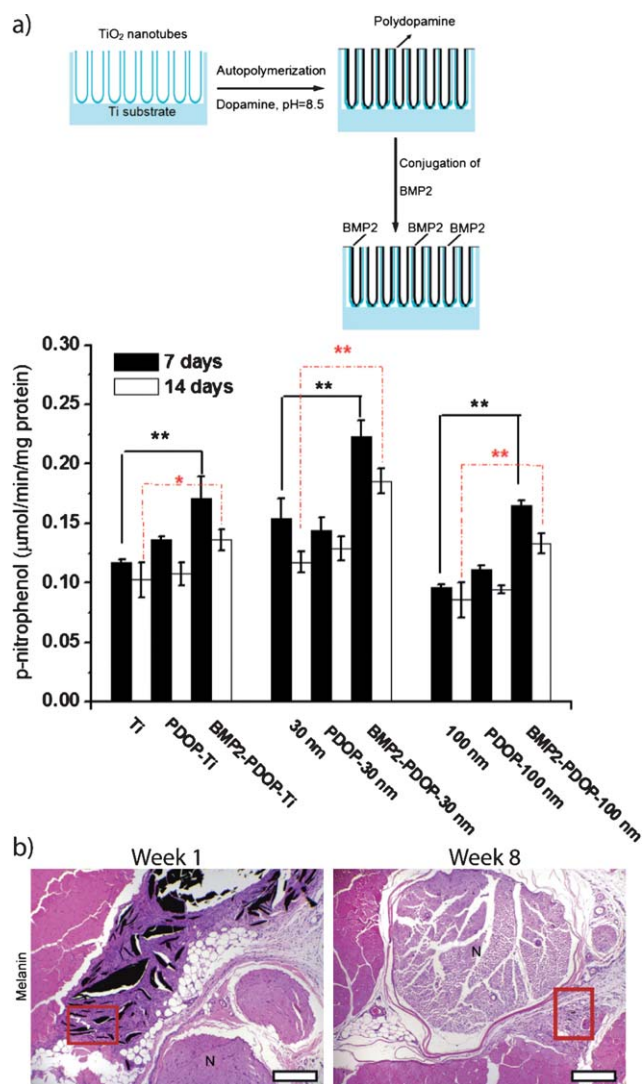 a)
TiO₂ nanotubes
Ti substrate
Autopolymerization
Dopamine, pH=8.5
Polydopamine
Conjugation of
BMP2
BMP2 BMP2 BMP2
p-nitrophenol (µmol/min/mg protein)
0.30
0.25
0.20
0.15
0.10
0.05
0.00
7 days
14 days
**
*
**
**
**
**
Ti
PDOP-Ti
BMP2-PDOP-Ti
30 nm
PDOP-30 nm
BMP2-PDOP-30 nm
100 nm
PDOP-100 nm
BMP2-PDOP-100 nm
b)
Week 1 Week 8
Melanin
N
N